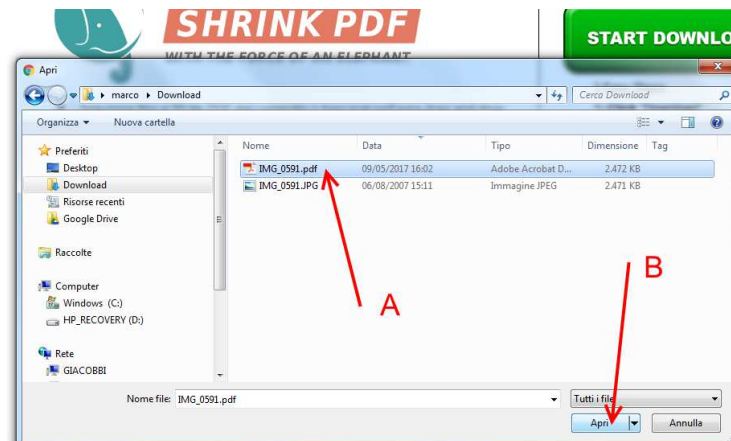 SHRINK PDF
WITH THE FORCE OF AN ELEPHANT
START DOWNLO
Apri
marco Download
Cerca Download
Organizza Nuova cartella
Nome Data Tipo Dimensione Tag
Preferiti
Desktop
Download
Risorse recenti
Google Drive
IMG_0591.pdf 09/05/2017 16:02 Adobe Acrobat D... 2.472 KB
IMG_0591.JPG 06/08/2007 15:11 Immagine JPEG 2.471 KB
Raccolte
Computer
Windows (C:)
HP_RECOVERY (D:)
Rete
GIACOBBI
A
B
Nome file: IMG_0591.pdf
Tutti i file
Apri Annulla